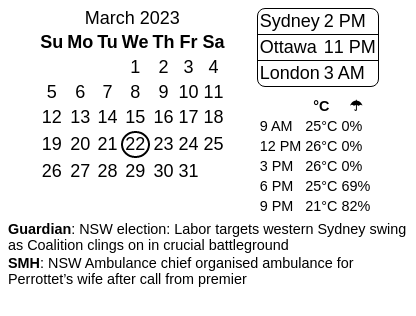 March 2023
Su Mo Tu We Th Fr Sa
1 2 3 4
5 6 7 8 9 10 11
12 13 14 15 16 17 18
19 20 21 22 23 24 25
26 27 28 29 30 31
Sydney 2 PM
Ottawa 11 PM
London 3 AM
°C ☂
9 AM 25°C 0%
12 PM 26°C 0%
3 PM 26°C 0%
6 PM 25°C 69%
9 PM 21°C 82%
Guardian: NSW election: Labor targets western Sydney swing
as Coalition clings on in crucial battleground
SMH: NSW Ambulance chief organised ambulance for
Perrottet’s wife after call from premier